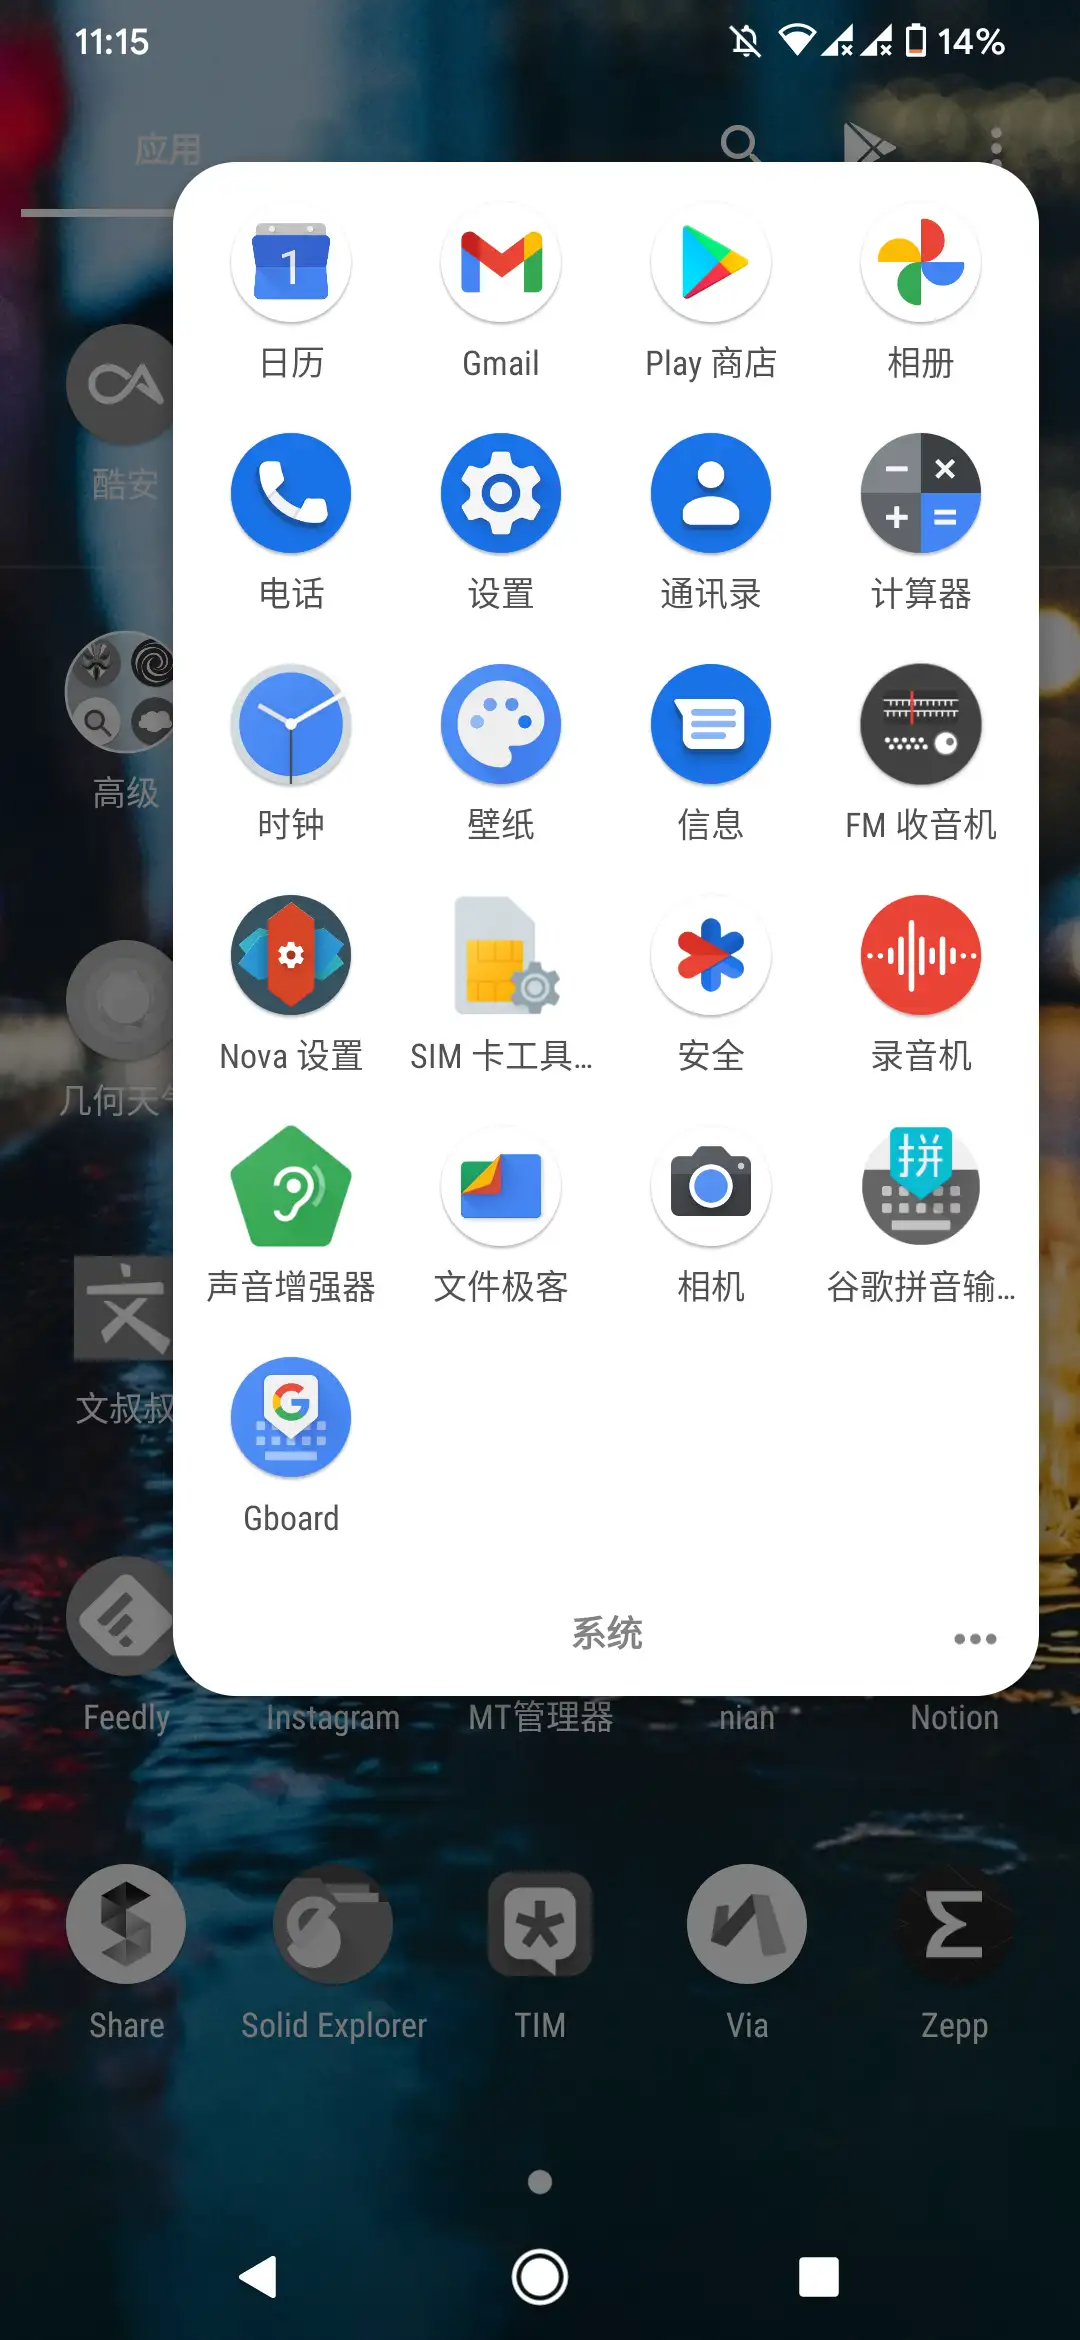 11:15
14%
应用
1
日历
Gmail
Play 商店
相册
酷安
电话
设置
通讯录
计算器
高级
时钟
壁纸
信息
FM 收音机
Nova 设置
SIM 卡工具...
安全
录音机
几何天
拼
声音增强器
文件极客
相机
谷歌拼音输...
文
文叔叔
G
Gboard
系统
Feedly
Instagram
MT管理器
nian
Notion
Share
Solid Explorer
TIM
Via
Zepp